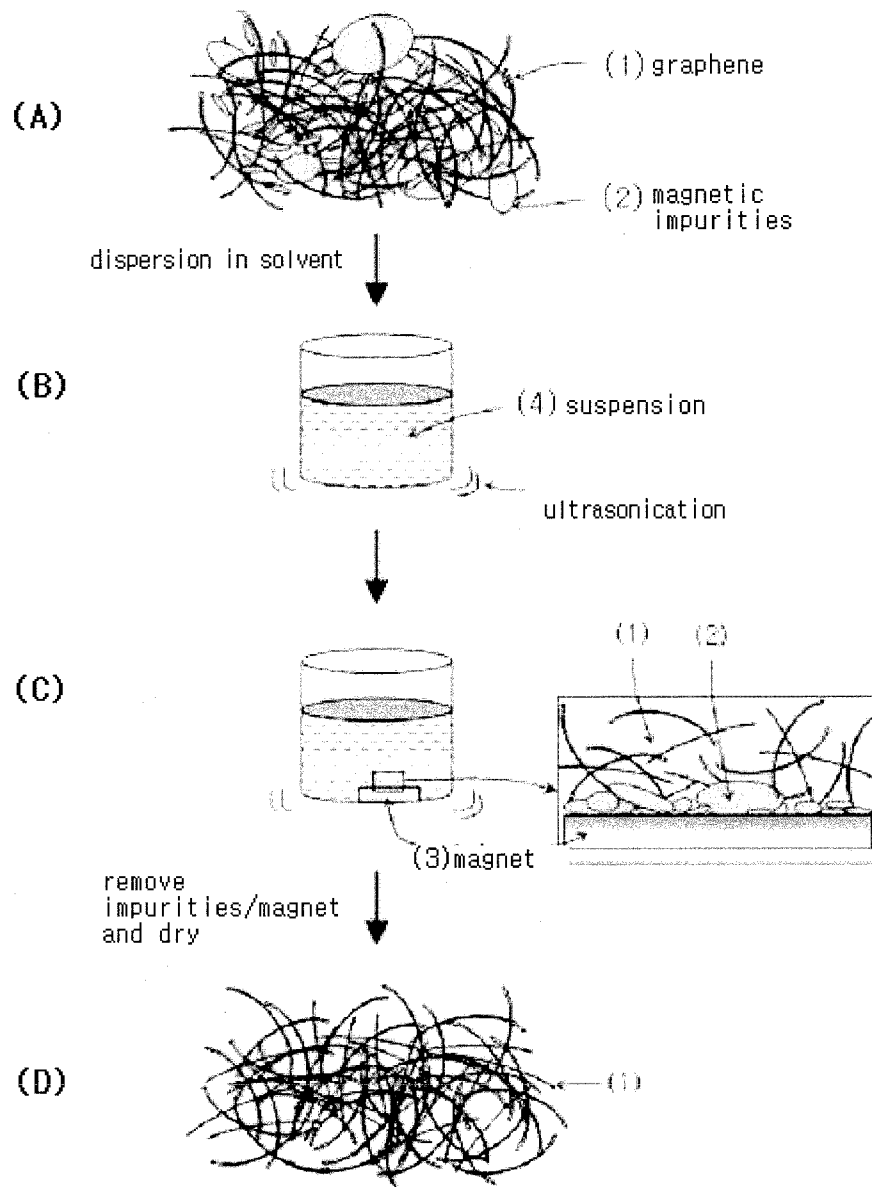 (1) graphene
(A)
(2) magnetic
impurities
dispersion in solvent
(B)
(4) suspension
ultrasonication
(C)
(1) (2)
(3) magnet
remove
impurities/magnet
and dry
(D)
(1)